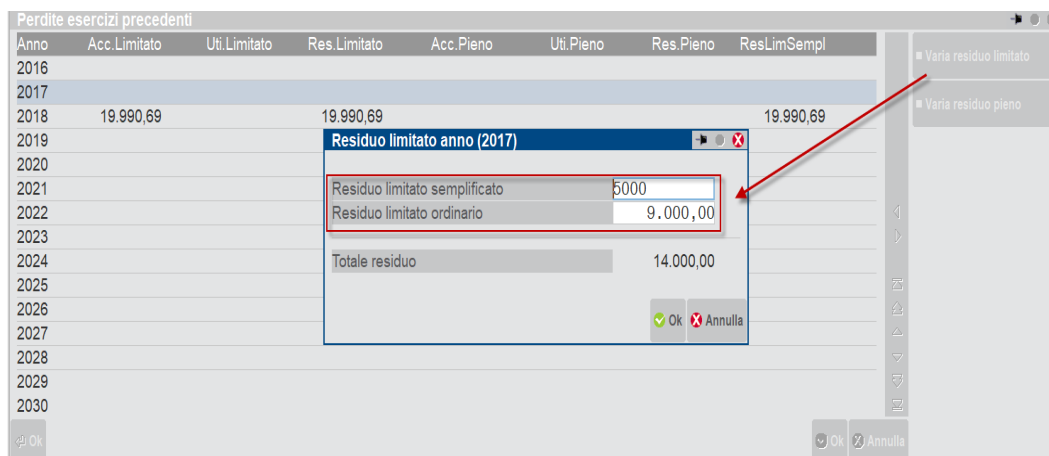 Perdite esercizi precedenti
Anno Acc.Limitato Uti.Limitato Res.Limitato Acc.Pieno Uti.Pieno Res.Pieno ResLimSempl
2016
2017
2018 19.990,69 19.990,69 19.990,69
2019
2020
2021
2022
2023
2024
2025
2026
2027
2028
2029
2030
Residuo limitato anno (2017)
Residuo limitato semplificato 5000
Residuo limitato ordinario 9.000,00
Totale residuo 14.000,00
Ok Annulla
Varia residuo limitato
Varia residuo pieno
Ok
Ok Annulla